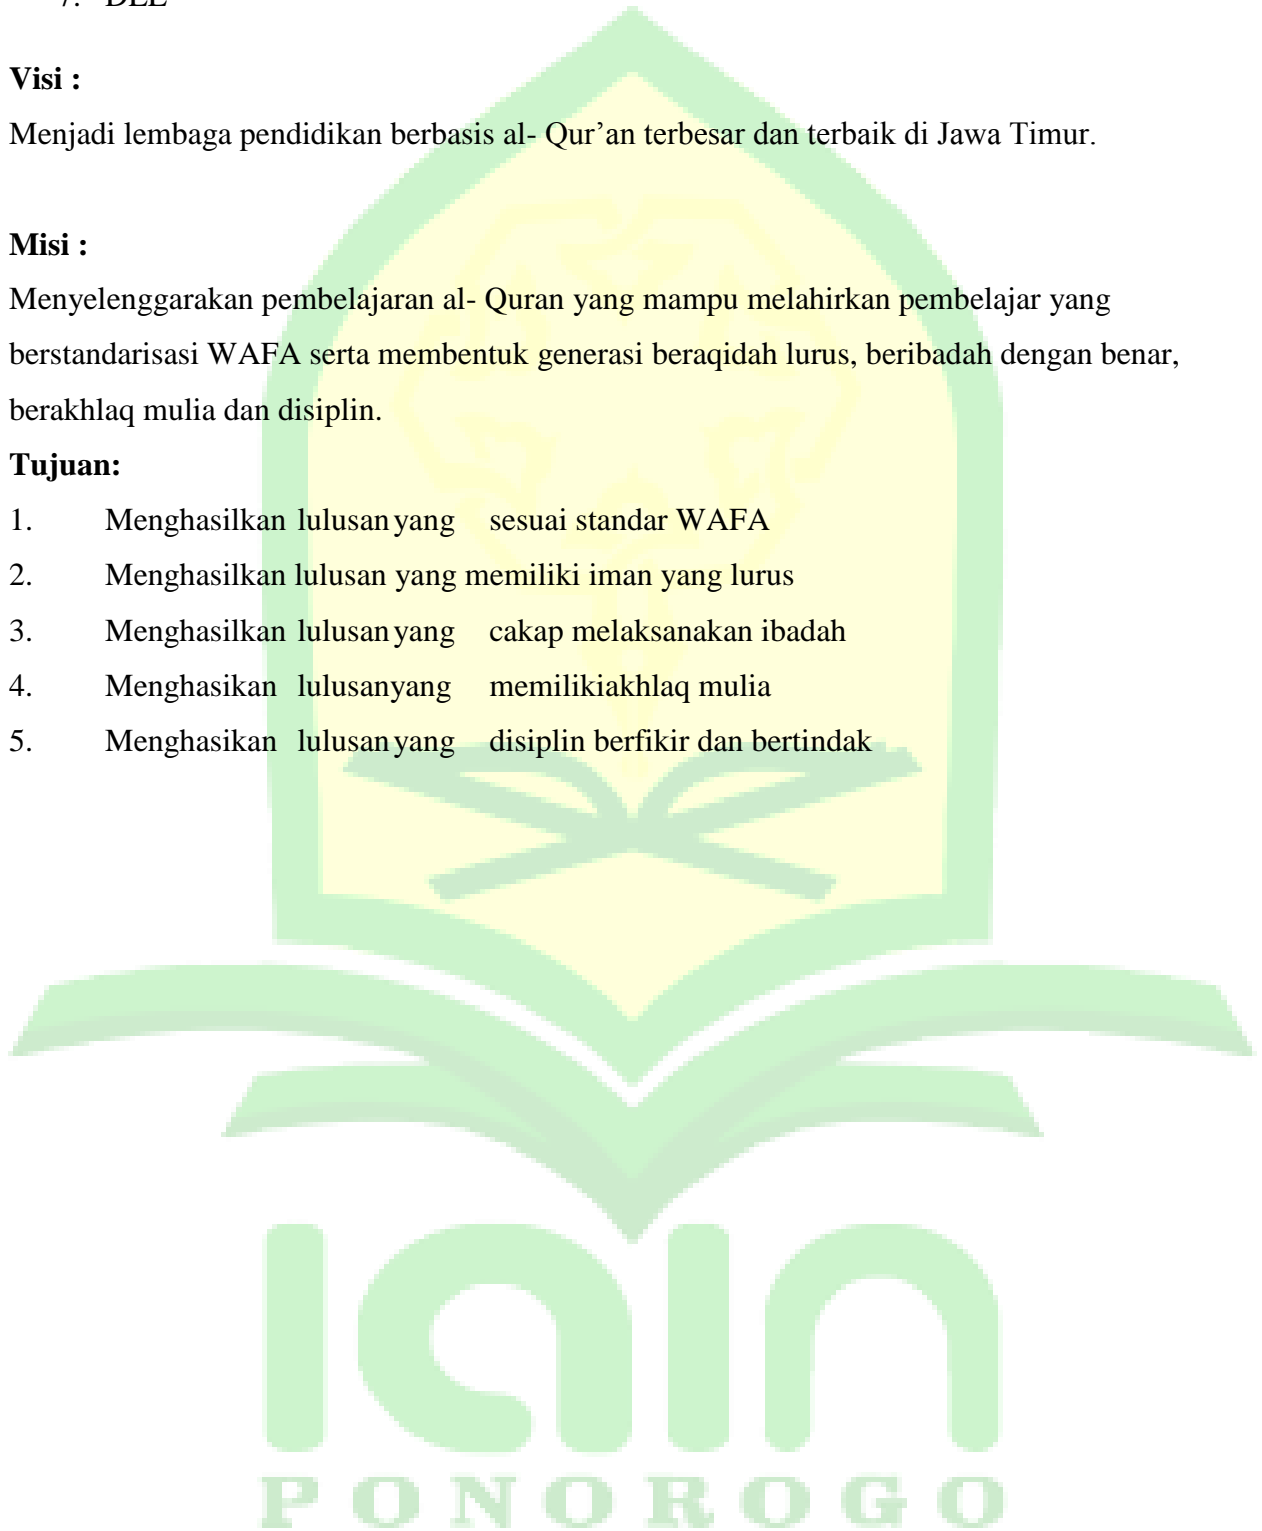 7. DLL
Visi :
Menjadi lembaga pendidikan berbasis al- Qur’an terbesar dan terbaik di Jawa Timur.
Misi :
Menyelenggarakan pembelajaran al- Quran yang mampu melahirkan pembelajar yang
berstandarisasi WAFA serta membentuk generasi beraqidah lurus, beribadah dengan benar,
berakhlaq mulia dan disiplin.
Tujuan:
1. Menghasilkan lulusan yang sesuai standar WAFA
2. Menghasilkan lulusan yang memiliki iman yang lurus
3. Menghasilkan lulusan yang cakap melaksanakan ibadah
4. Menghasikan lulusanyang memilikiakhlaq mulia
5. Menghasikan lulusan yang disiplin berfikir dan bertindak
iain
PONOROGO